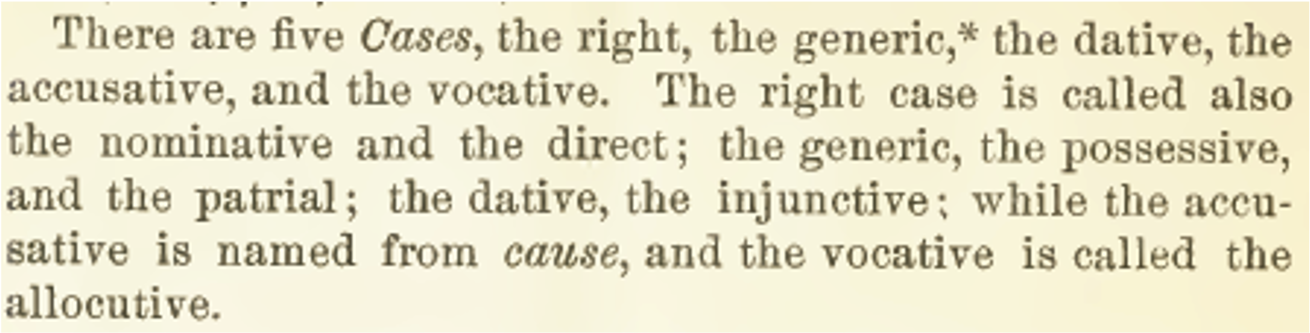 There are five Cases, the right, the generic,* the dative, the
accusative, and the vocative. The right case is called also
the nominative and the direct; the generic, the possessive,
and the patrial; the dative, the injunctive; while the accu-
sative is named from cause, and the vocative is called the
allocutive.